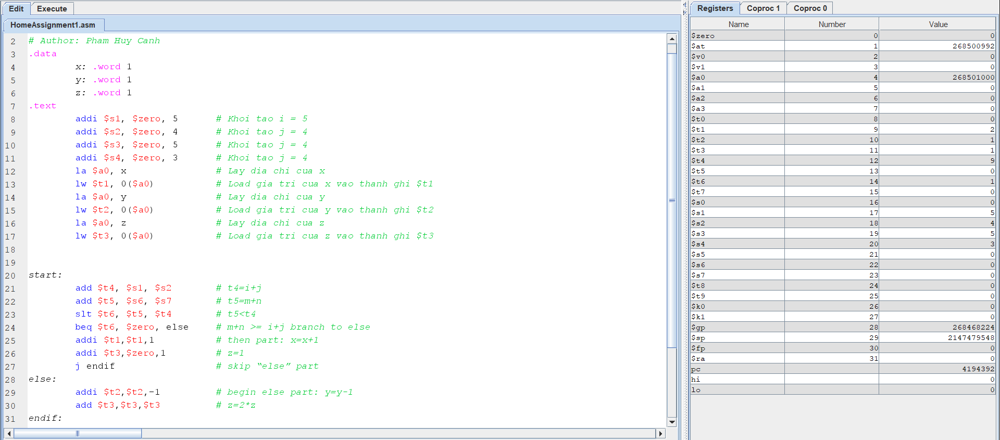 Edit Execute
HomeAssignment1.asm
2 # Author: Pham Huy Canh
3 .data
4 x: .word 1
5 y: .word 1
6 z: .word 1
7 .text
8 addi $s1, $zero, 5 # Khoi tao i = 5
9 addi $s2, $zero, 4 # Khoi tao j = 4
10 addi $s3, $zero, 5 # Khoi tao j = 4
11 addi $s4, $zero, 3 # Khoi tao j = 4
12 la $a0, x # Lay dia chi cua x
13 lw $t1, 0($a0) # Load gia tri cua x vao thanh ghi $t1
14 la $a0, y # Lay dia chi cua y
15 lw $t2, 0($a0) # Load gia tri cua y vao thanh ghi $t2
16 la $a0, z # Lay dia chi cua z
17 lw $t3, 0($a0) # Load gia tri cua z vao thanh ghi $t3
18
19
20 start:
21 add $t4, $s1, $s2 # t4=i+j
22 add $t5, $s6, $s7 # t5=m+n
23 slt $t6, $t5, $t4 # t5<t4
24 beq $t6, $zero, else # m+n >= i+j branch to else
25 addi $t1,$t1,1 # then part: x=x+1
26 addi $t3,$zero,1 # z=1
27 j endif # skip “else” part
28 else:
29 addi $t2,$t2,-1 # begin else part: y=y-1
30 add $t3,$t3,$t3 # z=2*z
31 endif:
Registers Coproc 1 Coproc 0
Name Number Value
$zero 0 0
$at 1 268500992
$v0 2 0
$v1 3 0
$a0 4 268501000
$a1 5 0
$a2 6 0
$a3 7 0
$t0 8 0
$t1 9 2
$t2 10 1
$t3 11 1
$t4 12 9
$t5 13 0
$t6 14 1
$t7 15 0
$s0 16 0
$s1 17 5
$s2 18 4
$s3 19 5
$s4 20 3
$s5 21 0
$s6 22 0
$s7 23 0
$t8 24 0
$t9 25 0
$k0 26 0
$k1 27 0
$gp 28 268468224
$sp 29 2147479548
$fp 30 0
$ra 31 0
pc 4194392
hi 0
lo 0